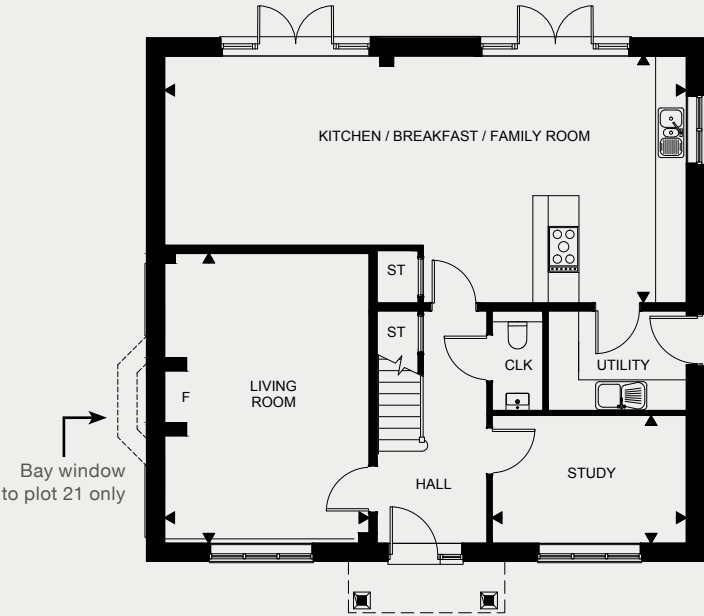 KITCHEN / BREAKFAST / FAMILY ROOM
ST
ST
CLK
UTILITY
LIVING
ROOM
F
Bay window
to plot 21 only
HALL
STUDY